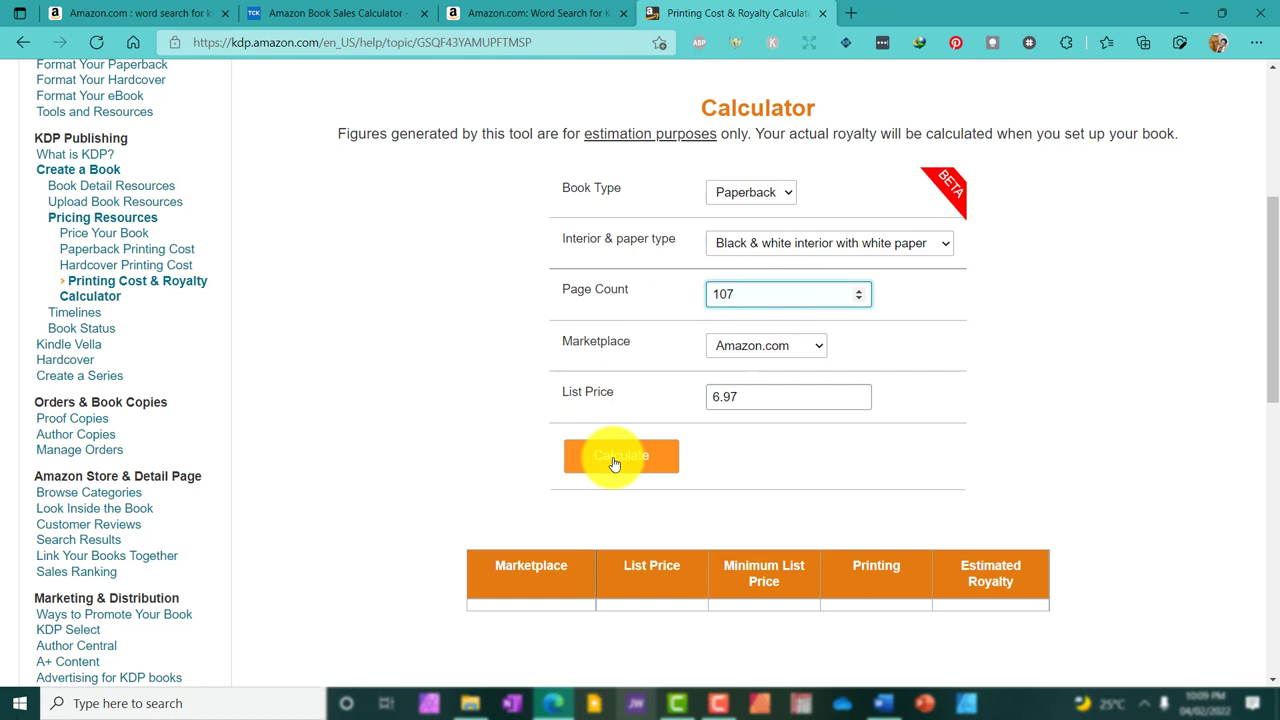 Amazon.com : word search for k
Amazon Book Sales Calculator -
Amazon.com: Word Search for K
Printing Cost & Royalty Calculat
https://kdp.amazon.com/en_US/help/topic/GSQF43YAMUPFTMSP
ABP
K
Format Your Paperback
Format Your Hardcover
Format Your eBook
Tools and Resources
KDP Publishing
What is KDP?
Create a Book
Book Detail Resources
Upload Book Resources
Pricing Resources
Price Your Book
Paperback Printing Cost
Hardcover Printing Cost
› Printing Cost & Royalty
Calculator
Timelines
Book Status
Kindle Vella
Hardcover
Create a Series
Orders & Book Copies
Proof Copies
Author Copies
Manage Orders
Amazon Store & Detail Page
Browse Categories
Look Inside the Book
Customer Reviews
Search Results
Link Your Books Together
Sales Ranking
Marketing & Distribution
Ways to Promote Your Book
KDP Select
Author Central
A+ Content
Advertising for KDP books
Calculator
Figures generated by this tool are for estimation purposes only. Your actual royalty will be calculated when you set up your book.
BETA
Book Type Paperback
Interior & paper type Black & white interior with white paper
Page Count 107
Marketplace Amazon.com
List Price 6.97
Calculate
Marketplace List Price Minimum List Price Printing Estimated Royalty
Type here to search
25°C
10:09 PM
04/02/2022